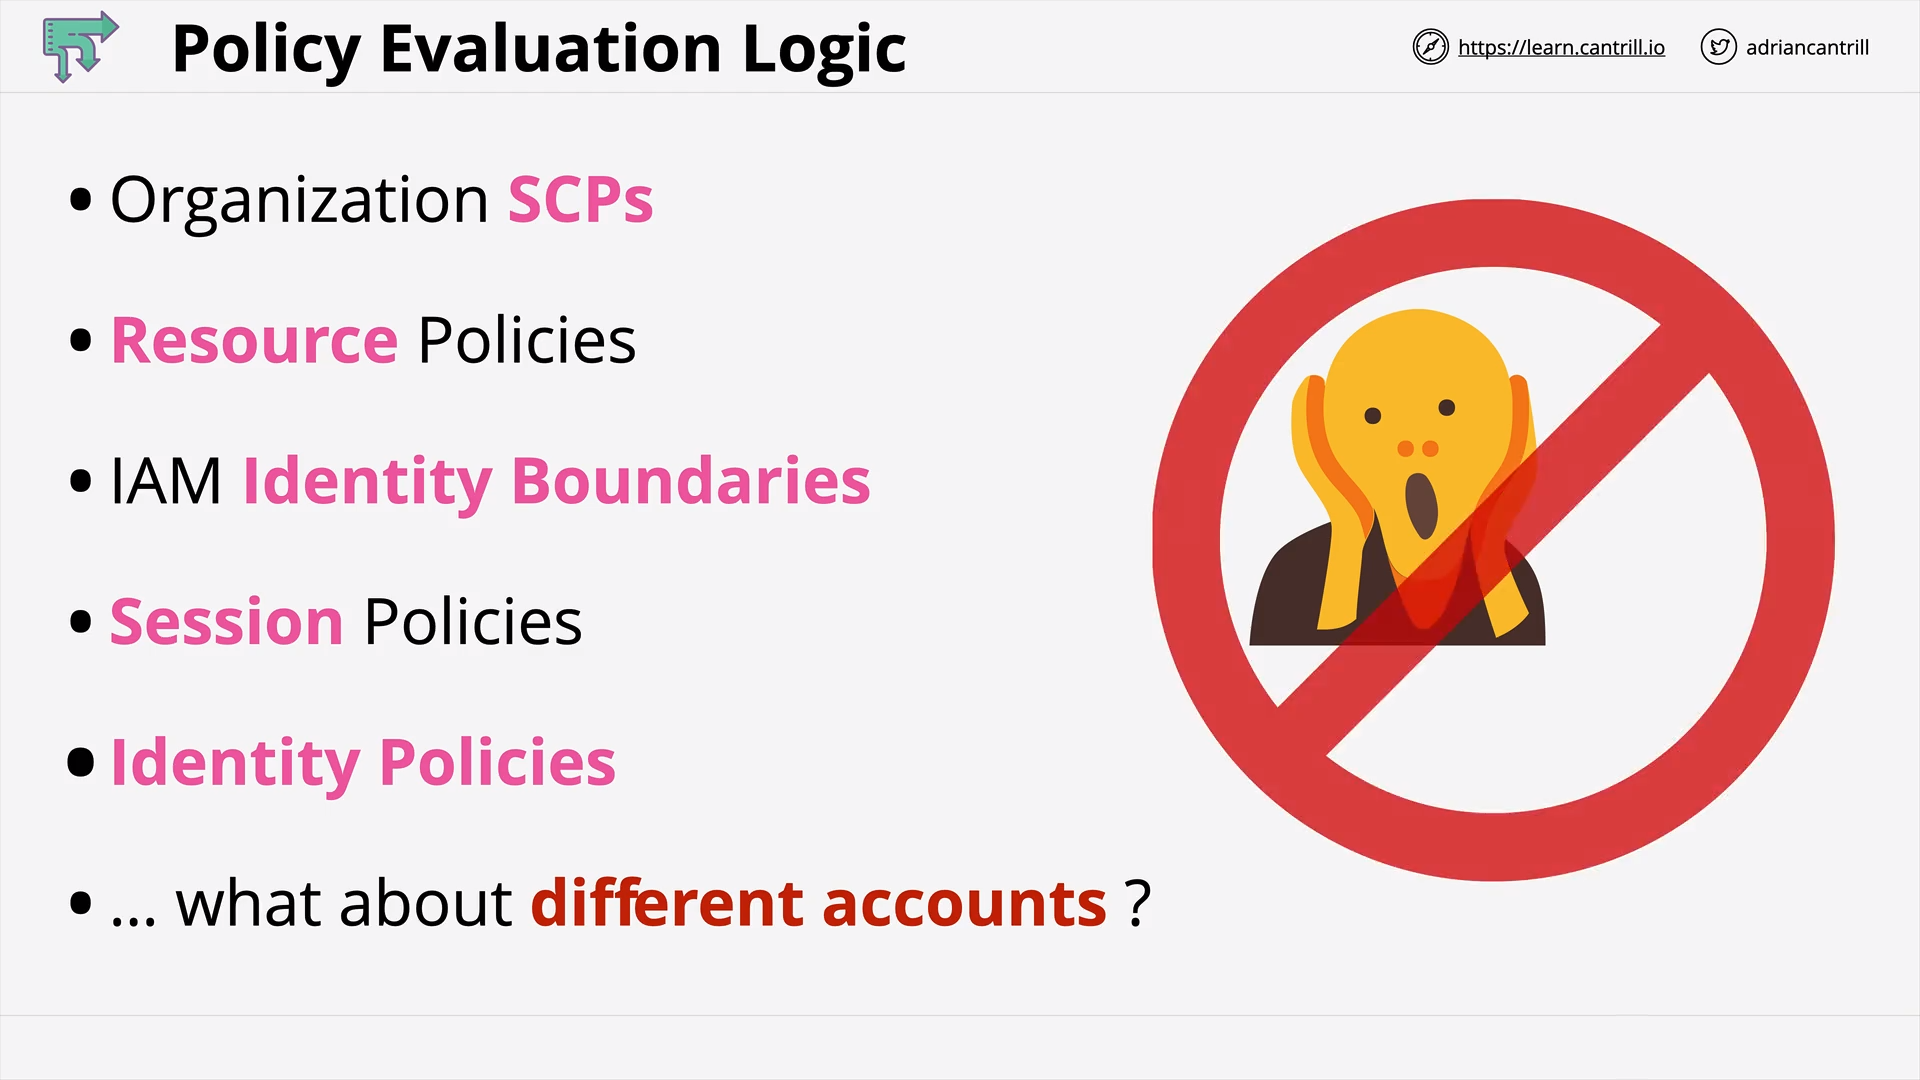 Policy Evaluation Logic
https://learn.cantrill.io
adriancantrill
• Organization SCPs
• Resource Policies
• IAM Identity Boundaries
• Session Policies
• Identity Policies
• ... what about different accounts ?